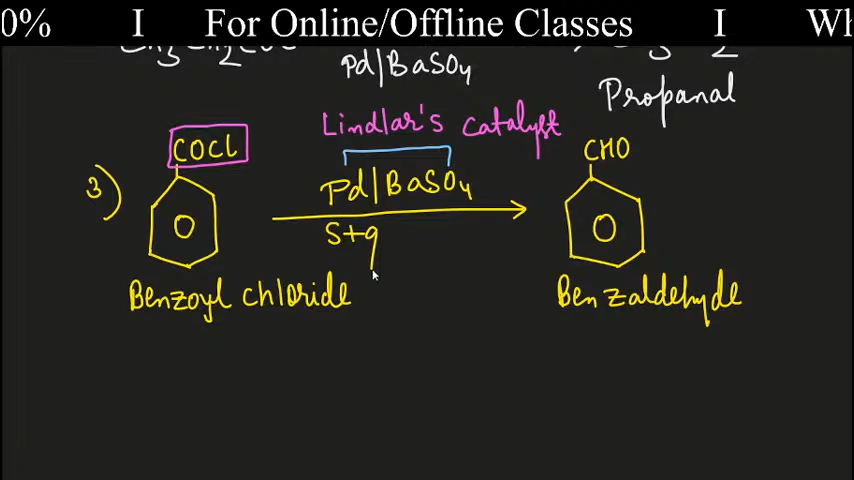 0% I For Online/Offline Classes I Wh
Pd|BaSO4
Propanal
Lindlar's catalyst
3) COCl Pd|BaSO4 CHO
S+q
Benzoyl chloride Benzaldehyde